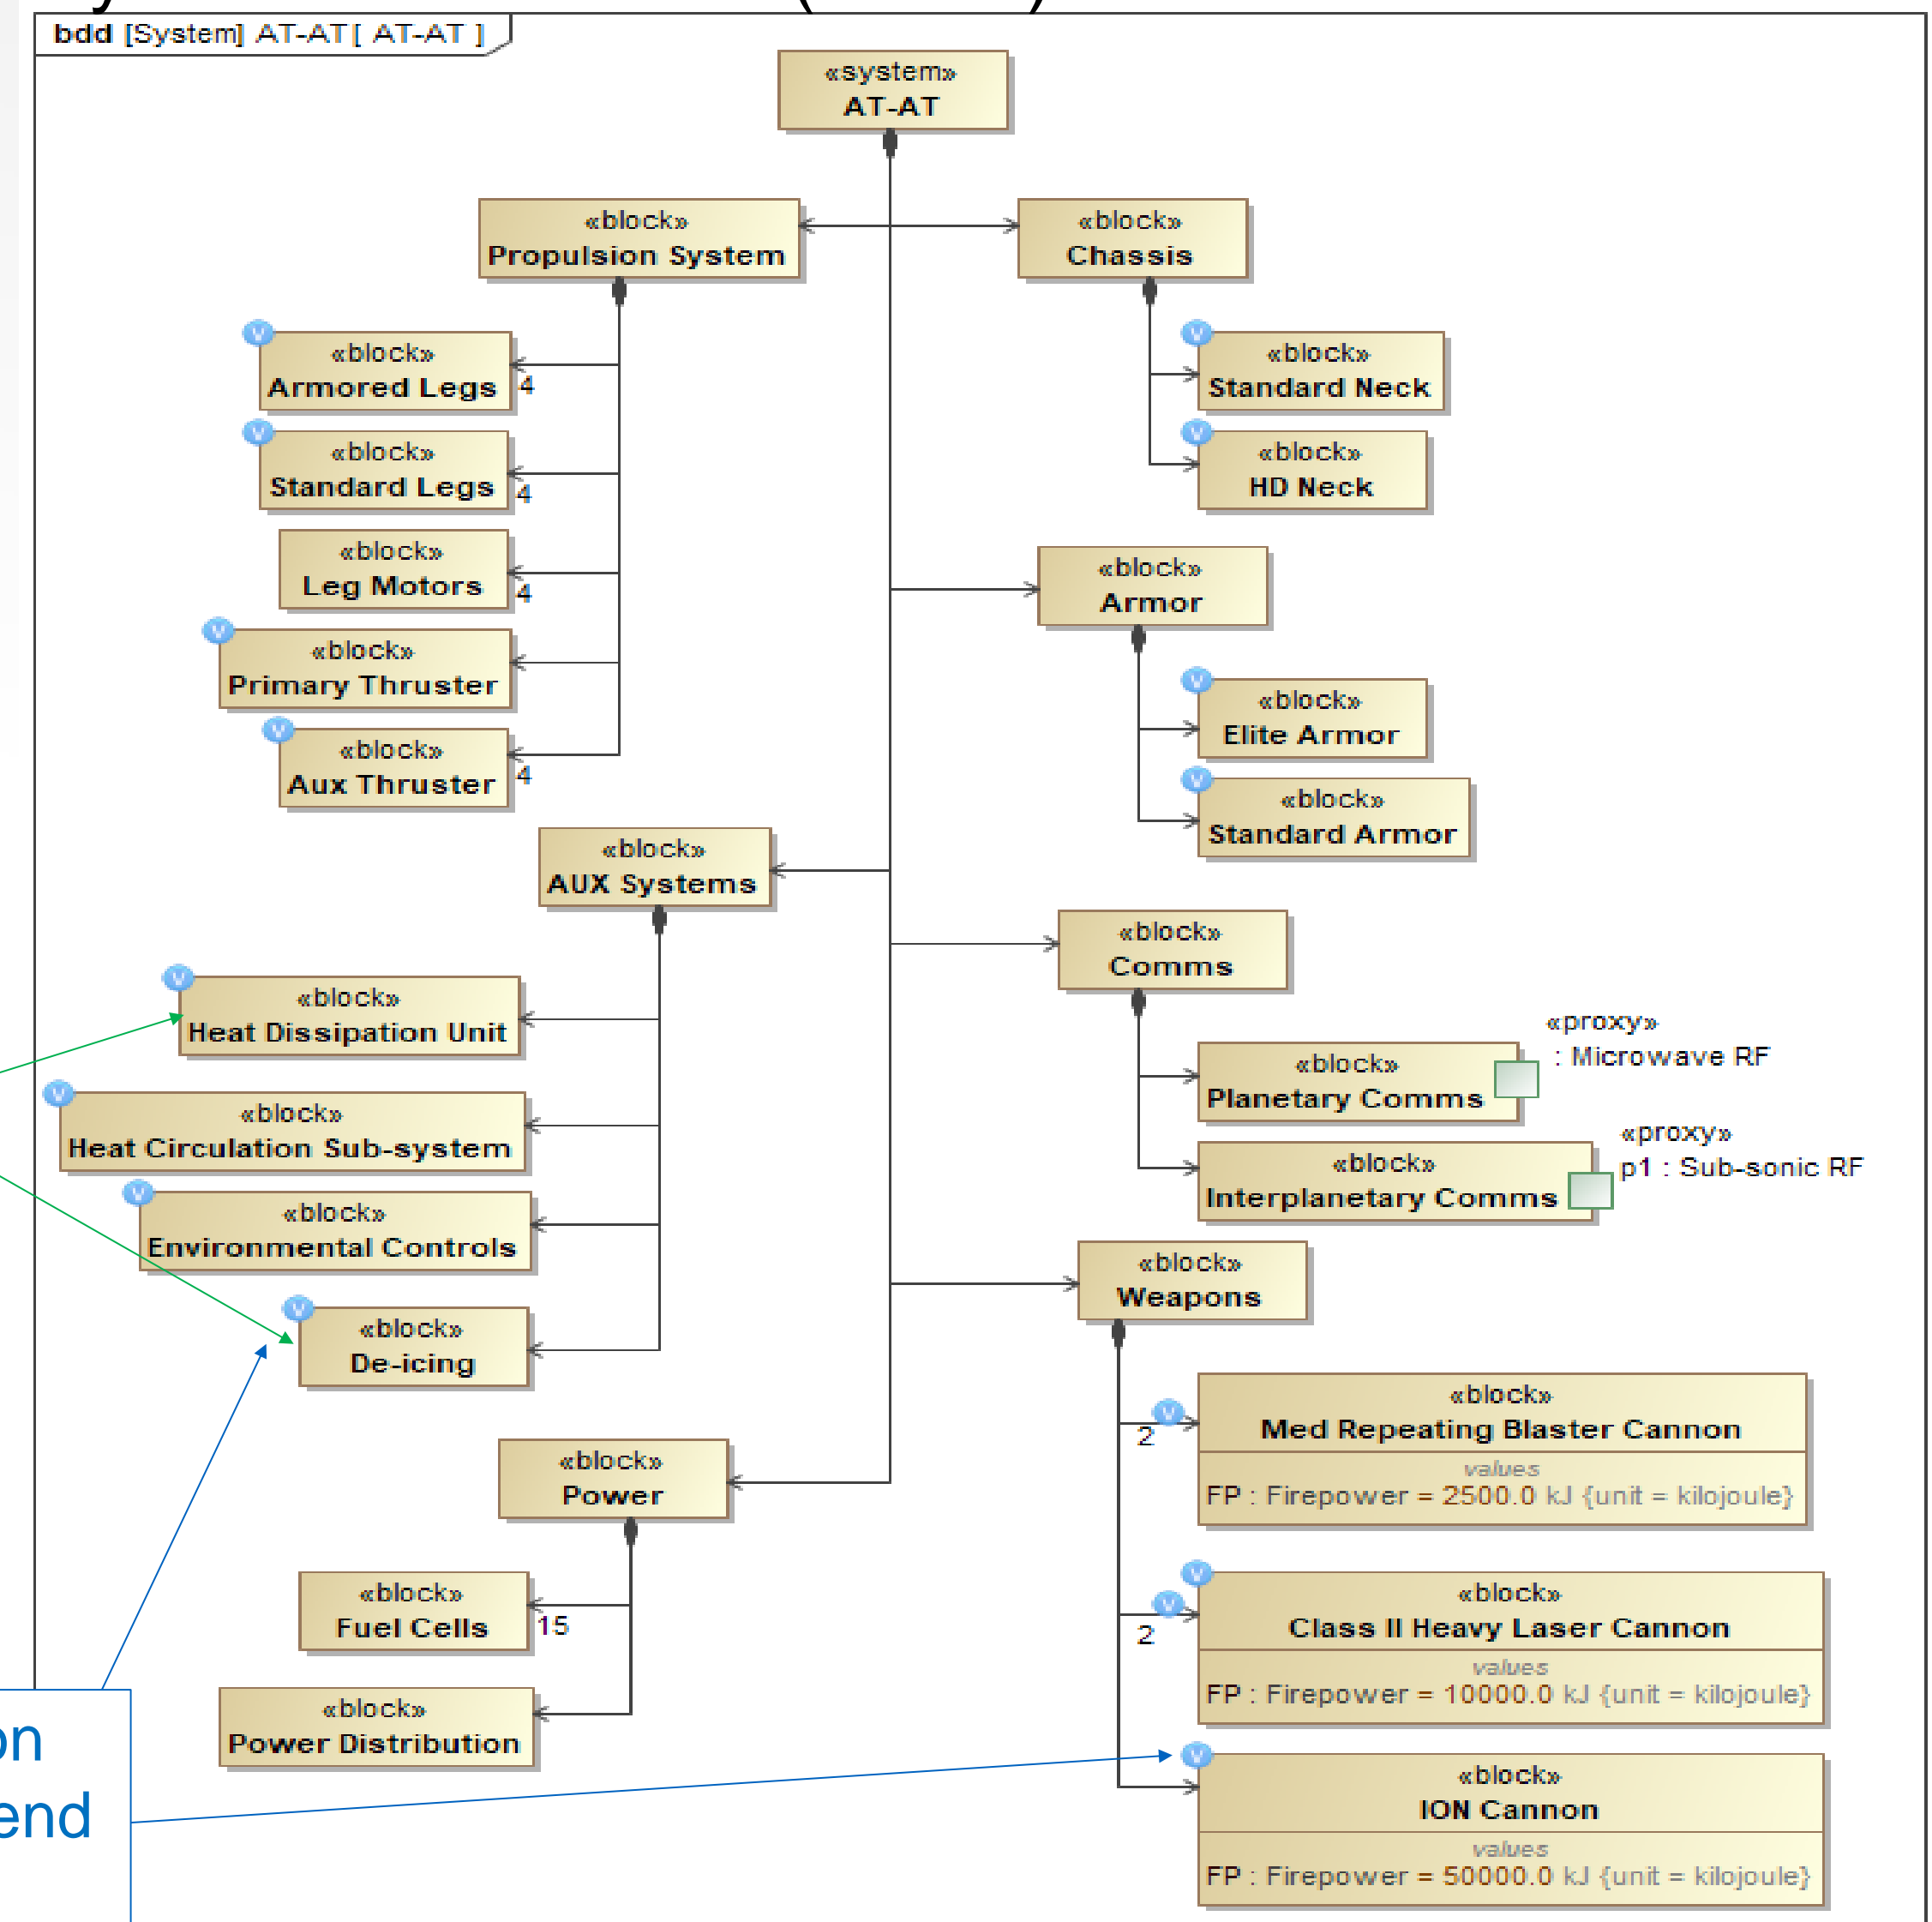 bdd [System] AT-AT[ AT-AT ]
«system»
AT-AT
«block»
Propulsion System
«block»
Chassis
V
«block»
Armored Legs
4
V
«block»
Standard Legs
4
«block»
Leg Motors
4
V
«block»
Primary Thruster
V
«block»
Aux Thruster
4
V
«block»
Standard Neck
V
«block»
HD Neck
«block»
Armor
V
«block»
Elite Armor
V
«block»
Standard Armor
«block»
AUX Systems
V
«block»
Heat Dissipation Unit
V
«block»
Heat Circulation Sub-system
V
«block»
Environmental Controls
V
«block»
De-icing
«block»
Comms
«block»
Planetary Comms
«proxy»
: Microwave RF
«block»
Interplanetary Comms
«proxy»
p1 : Sub-sonic RF
«block»
Weapons
2
V
«block»
Med Repeating Blaster Cannon
values
FP : Firepower = 2500.0 kJ {unit = kilojoule}
2
V
V
«block»
Class II Heavy Laser Cannon
values
FP : Firepower = 10000.0 kJ {unit = kilojoule}
V
«block»
ION Cannon
values
FP : Firepower = 50000.0 kJ {unit = kilojoule}
«block»
Power
«block»
Fuel Cells
15
«block»
Power Distribution
on
end